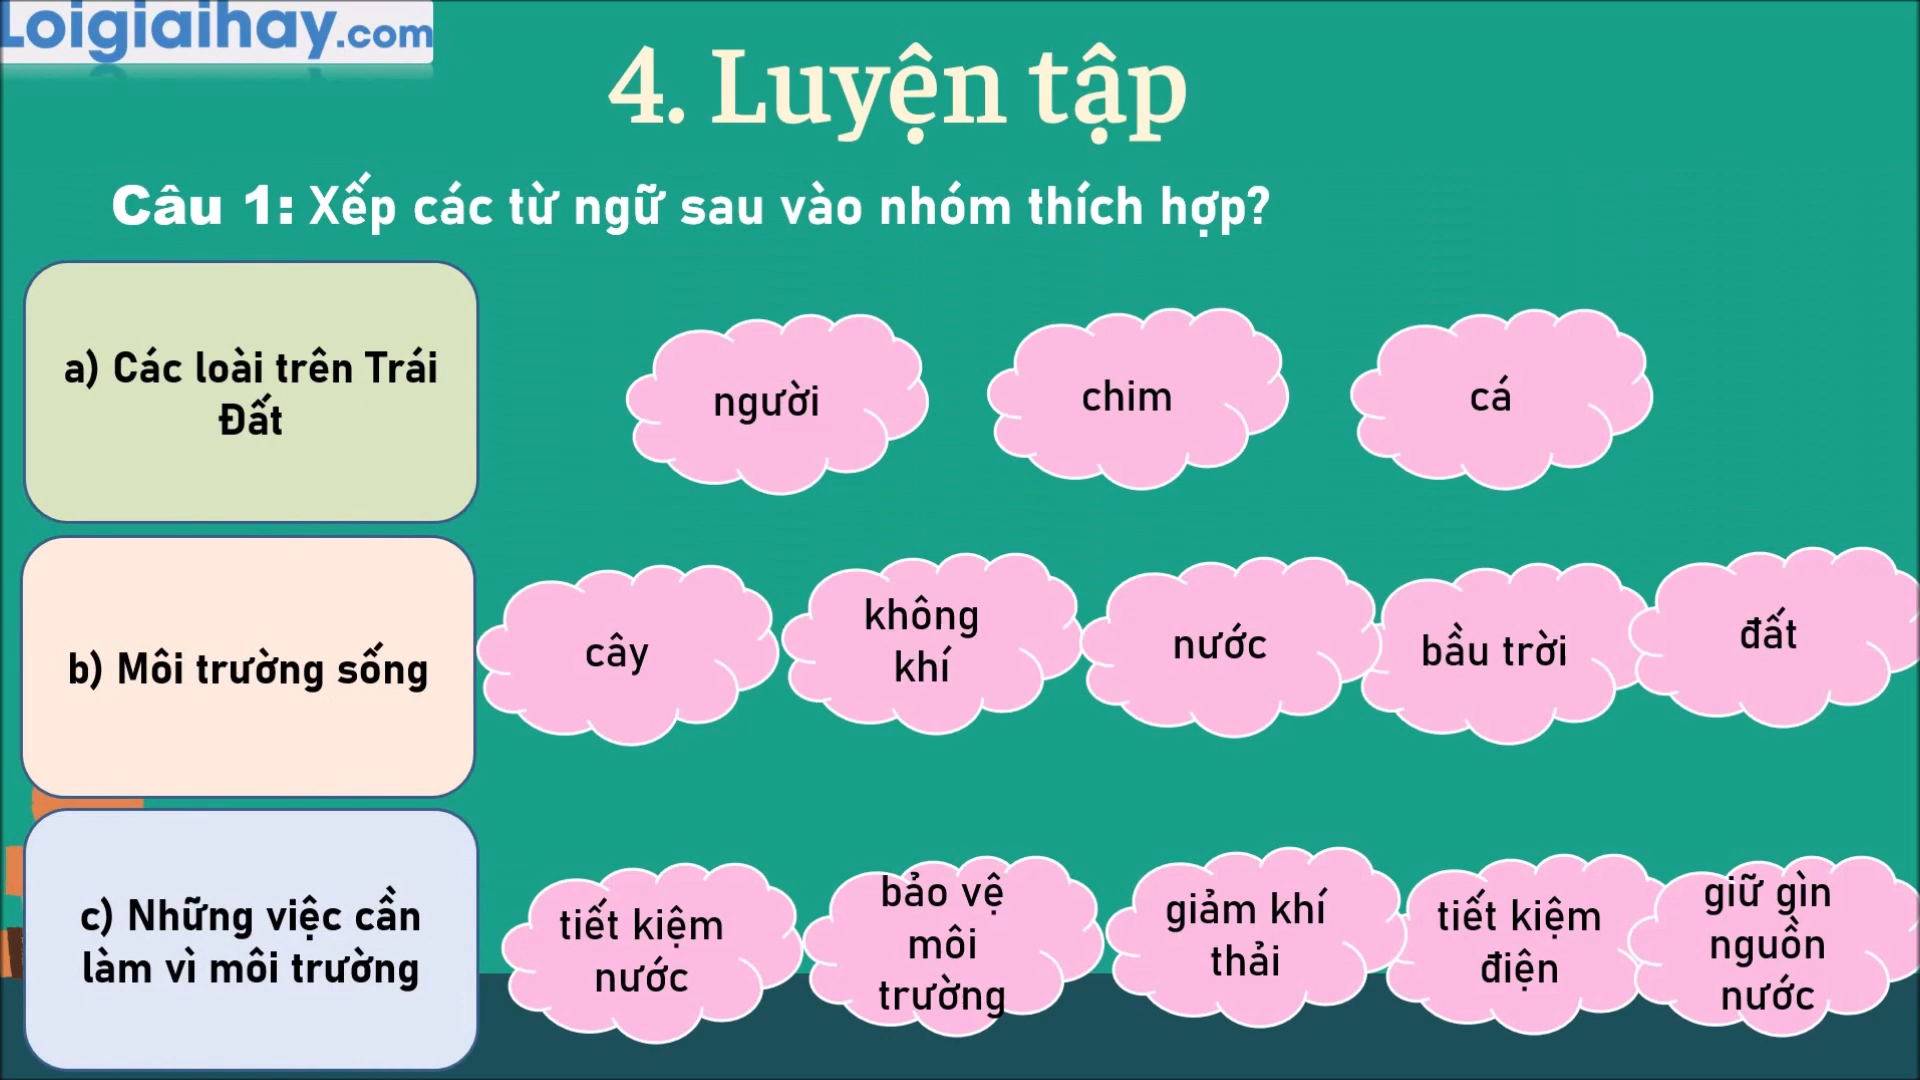 Loigiaihay.com
4. Luyện tập
Câu 1: Xếp các từ ngữ sau vào nhóm thích hợp?
a) Các loài trên Trái
Đất
người
chim
cá
b) Môi trường sống
cây
không
khí
nước
bầu trời
đất
c) Những việc cần
làm vì môi trường
tiết kiệm
nước
bảo vệ
môi
trường
giảm khí
thải
tiết kiệm
điện
giữ gìn
nguồn
nước